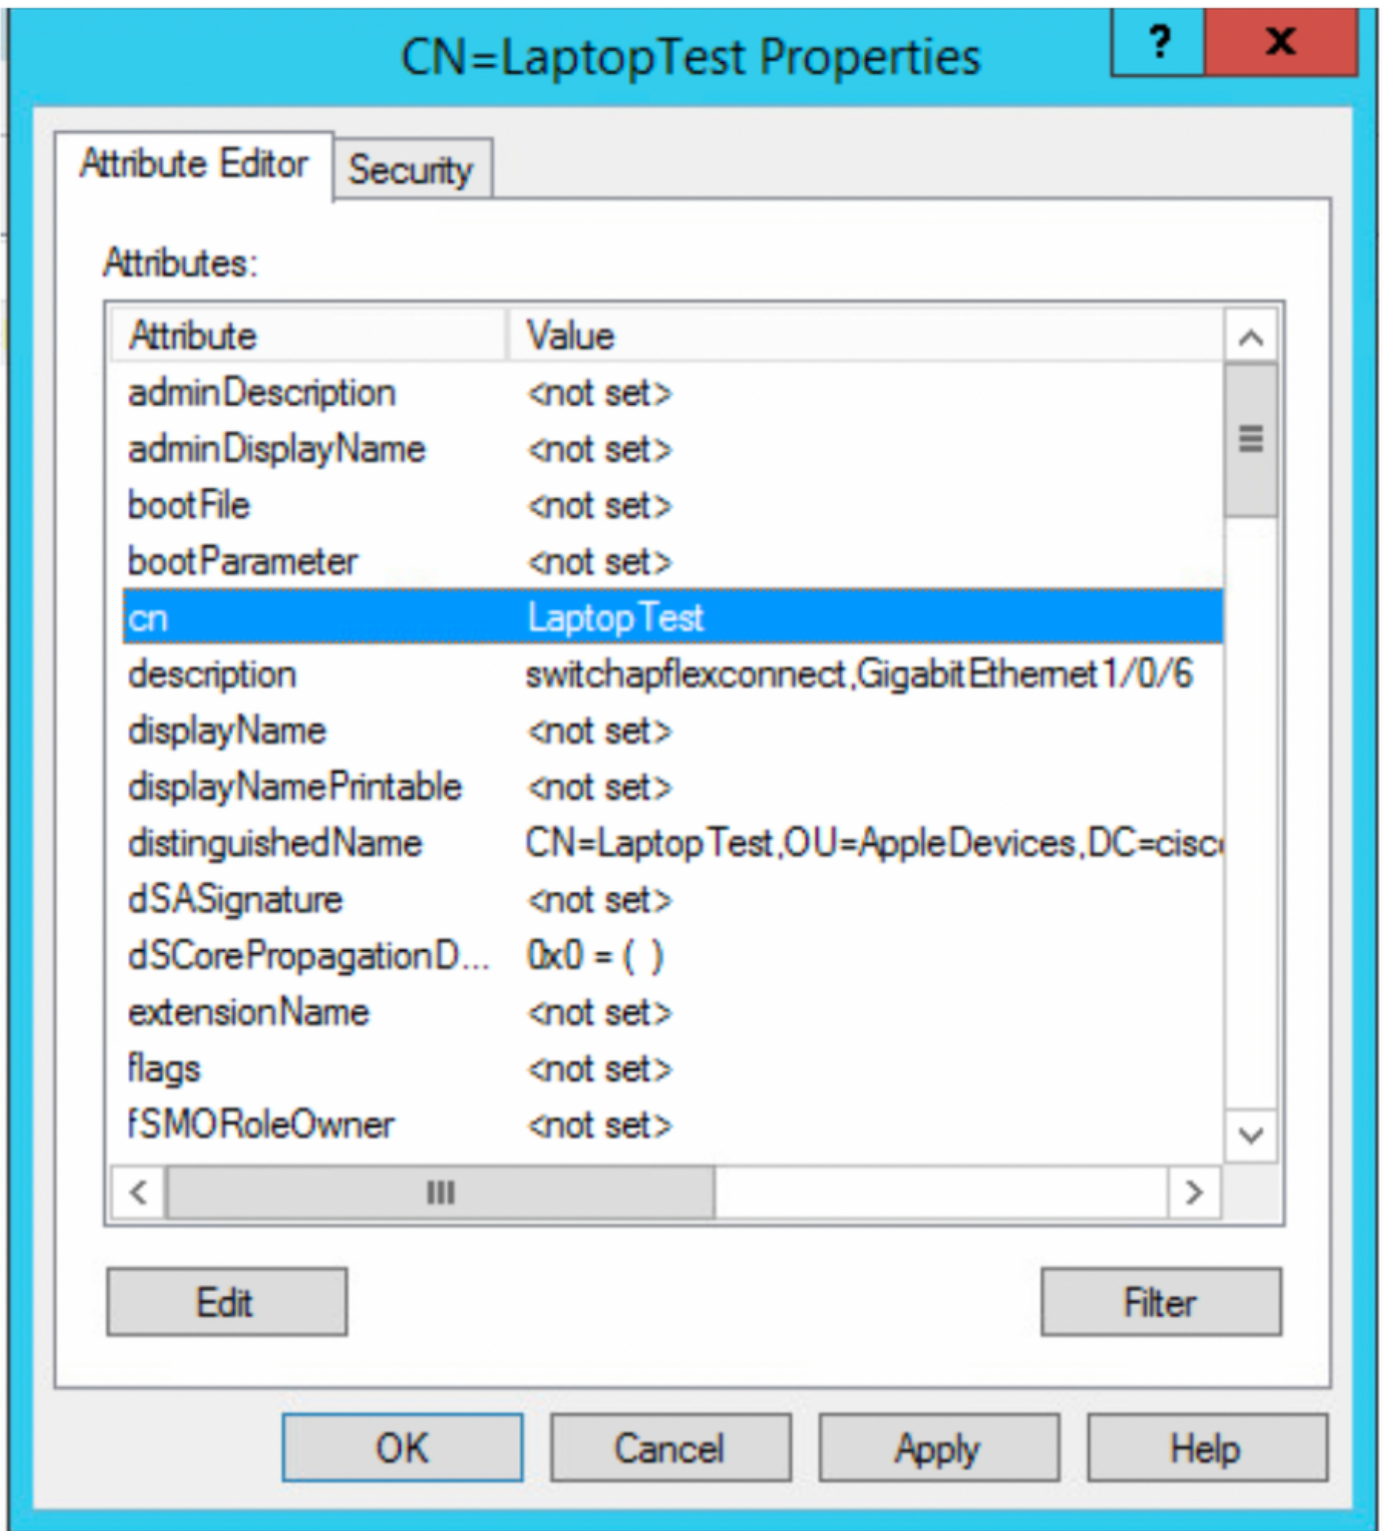 CN=LaptopTest Properties
? x
Attribute Editor Security
Attributes:
Attribute Value
adminDescription <not set>
adminDisplayName <not set>
bootFile <not set>
bootParameter <not set>
cn LaptopTest
description switchapflexconnect,GigabitEthernet1/0/6
displayName <not set>
displayNamePrintable <not set>
distinguishedName CN=LaptopTest,OU=AppleDevices,DC=cisc
dSASignature <not set>
dSCorePropagationD... 0x0 = ( )
extensionName <not set>
flags <not set>
fSMORoleOwner <not set>
Edit Filter
OK Cancel Apply Help